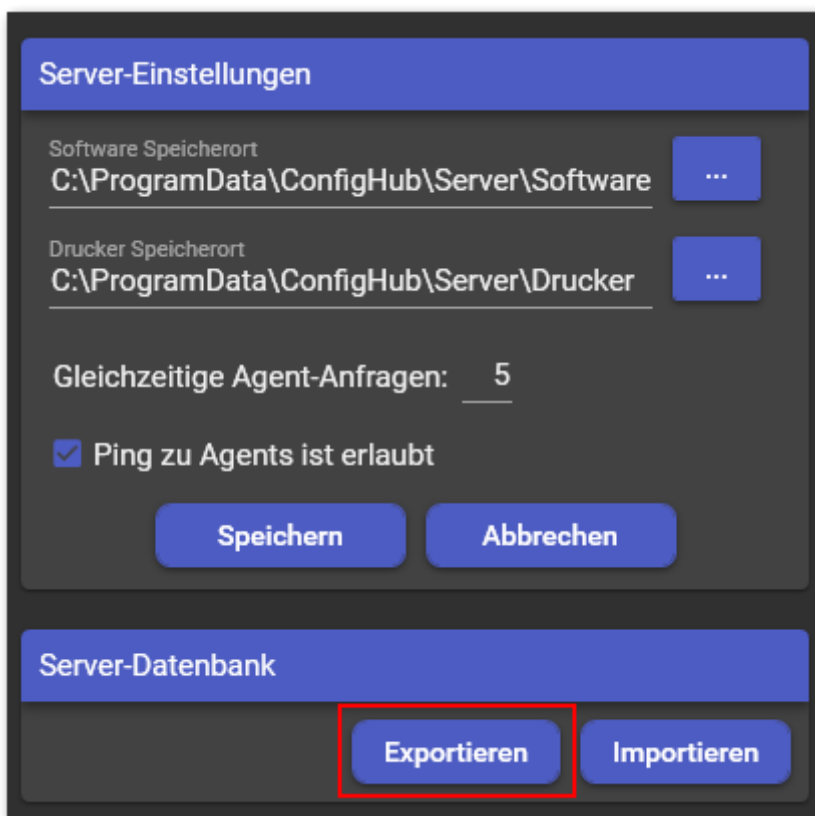 Server-Einstellungen
Software Speicherort
C:\ProgramData\ConfigHub\Server\Software
...
Drucker Speicherort
C:\ProgramData\ConfigHub\Server\Drucker
...
Gleichzeitige Agent-Anfragen: 5
Ping zu Agents ist erlaubt
Speichern Abbrechen
Server-Datenbank
Exportieren Importieren